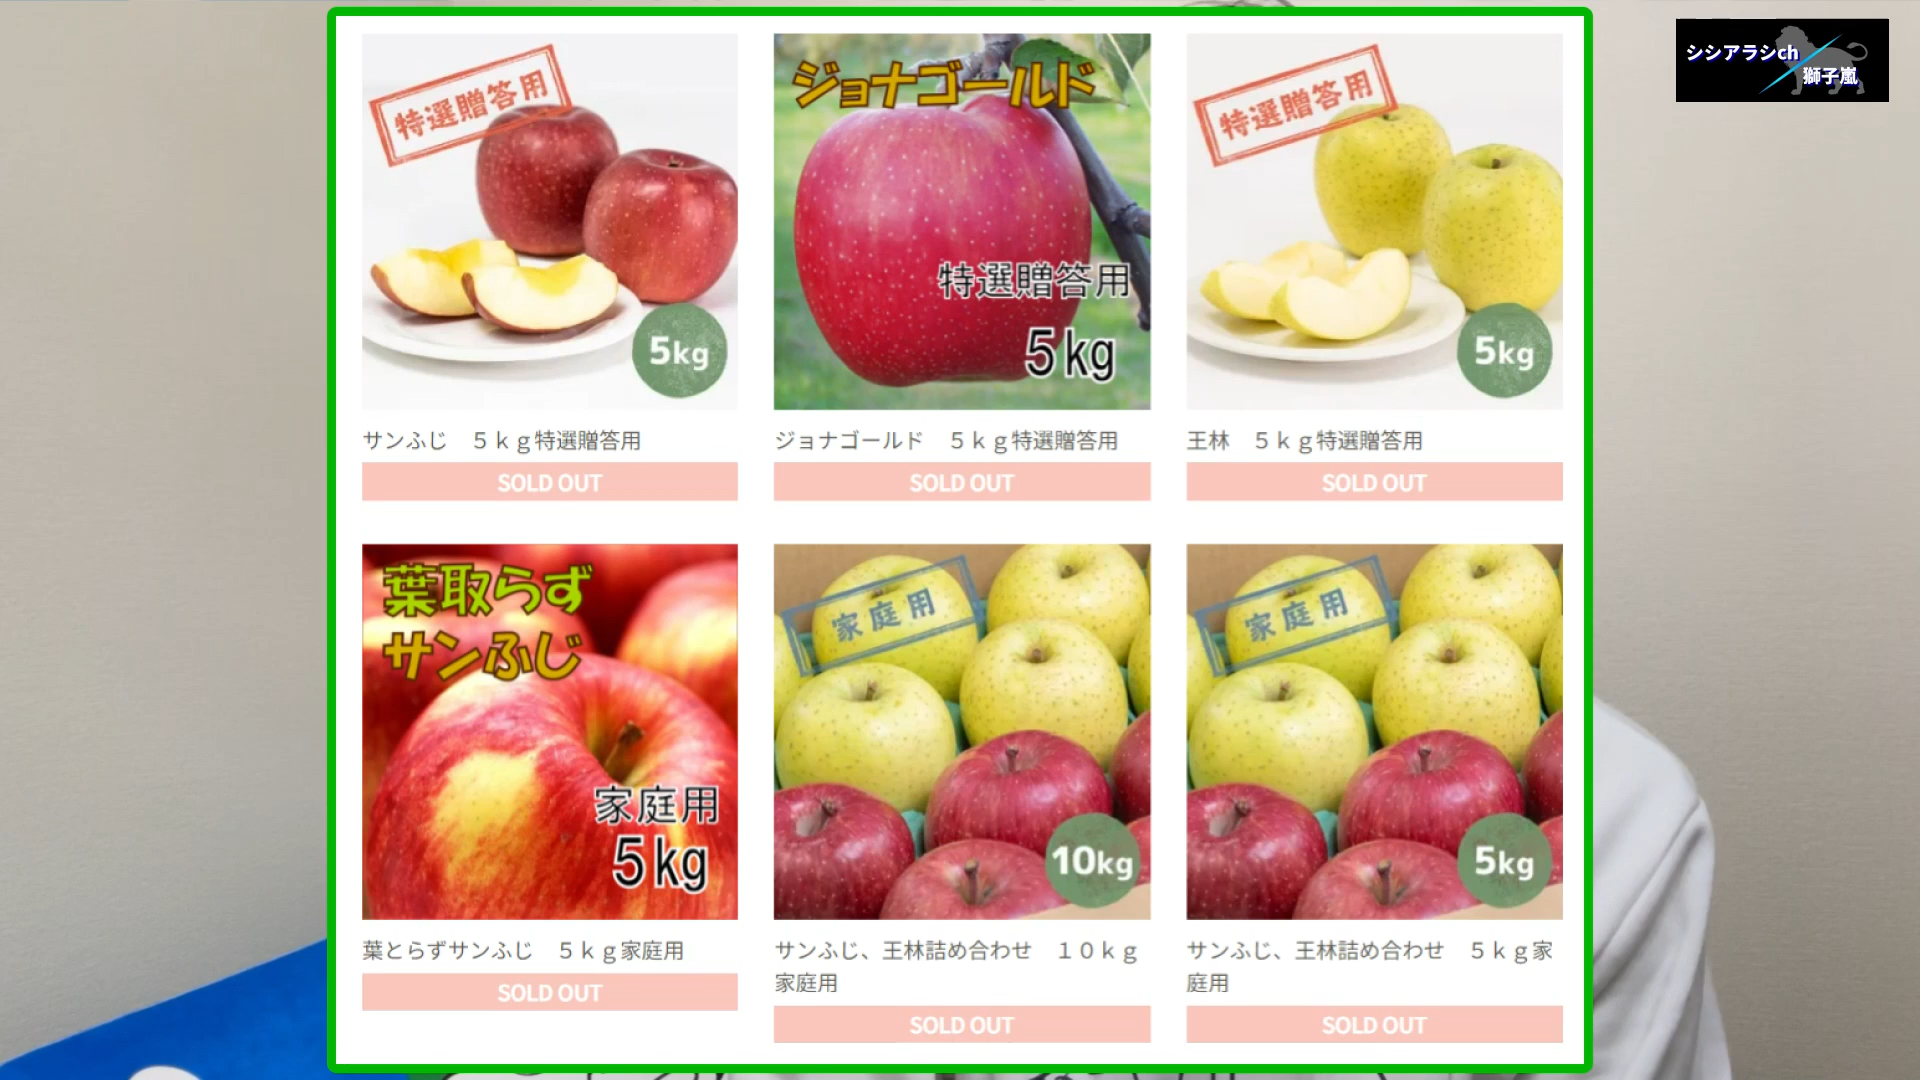 シシアラシch
獅子嵐
特選贈答用
5kg
サンふじ　５ｋｇ特選贈答用
SOLD OUT
ジョナゴールド
特選贈答用
5kg
ジョナゴールド　５ｋｇ特選贈答用
SOLD OUT
特選贈答用
5kg
王林　５ｋｇ特選贈答用
SOLD OUT
葉取らず
サンふじ
家庭用
5kg
葉とらずサンふじ　５ｋｇ家庭用
SOLD OUT
家庭用
10kg
サンふじ、王林詰め合わせ　１０ｋｇ
家庭用
SOLD OUT
家庭用
5kg
サンふじ、王林詰め合わせ　５ｋｇ家
庭用
SOLD OUT